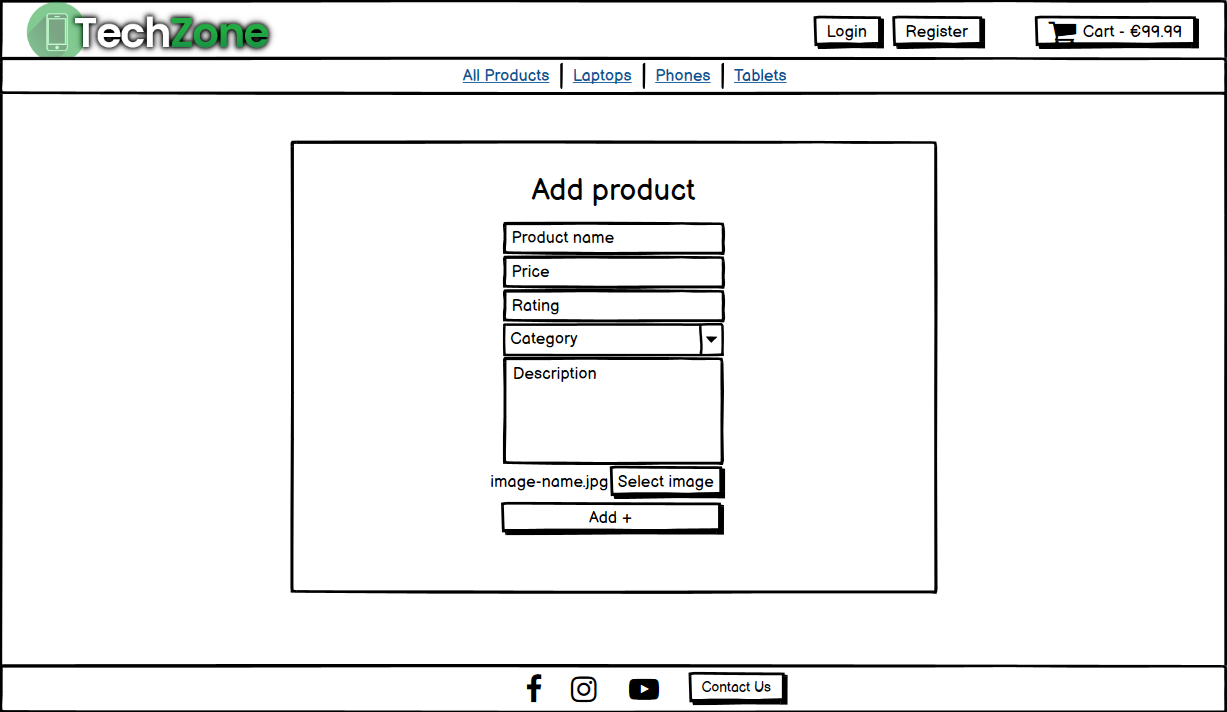 TechZone
Login Register Cart - €99.99
All Products Laptops Phones Tablets
Add product
Product name
Price
Rating
Category
Description
image-name.jpg Select image
Add +
Contact Us